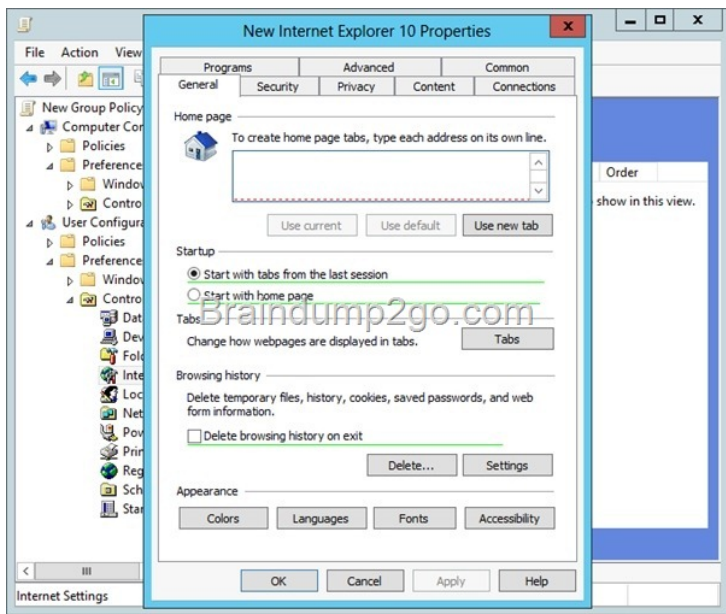 New Internet Explorer 10 Properties
File Action View
Programs Advanced Common
General Security Privacy Content Connections
New Group Policy
Computer Cor
Policies
Preference
Window
Contro
User Configura
Policies
Preference
Window
Contro
Dat
Dev
Fold
Inte
Loc
Net
Pov
Prin
Reg
Sch
Star
Home page
To create home page tabs, type each address on its own line.
Use current Use default Use new tab
Startup
Start with tabs from the last session
Start with home page
Braindump2go.com
Tabs
Change how webpages are displayed in tabs. Tabs
Browsing history
Delete temporary files, history, cookies, saved passwords, and web
form information.
Delete browsing history on exit
Delete... Settings
Appearance
Colors Languages Fonts Accessibility
OK Cancel Apply Help
Order
show in this view.
Internet Settings